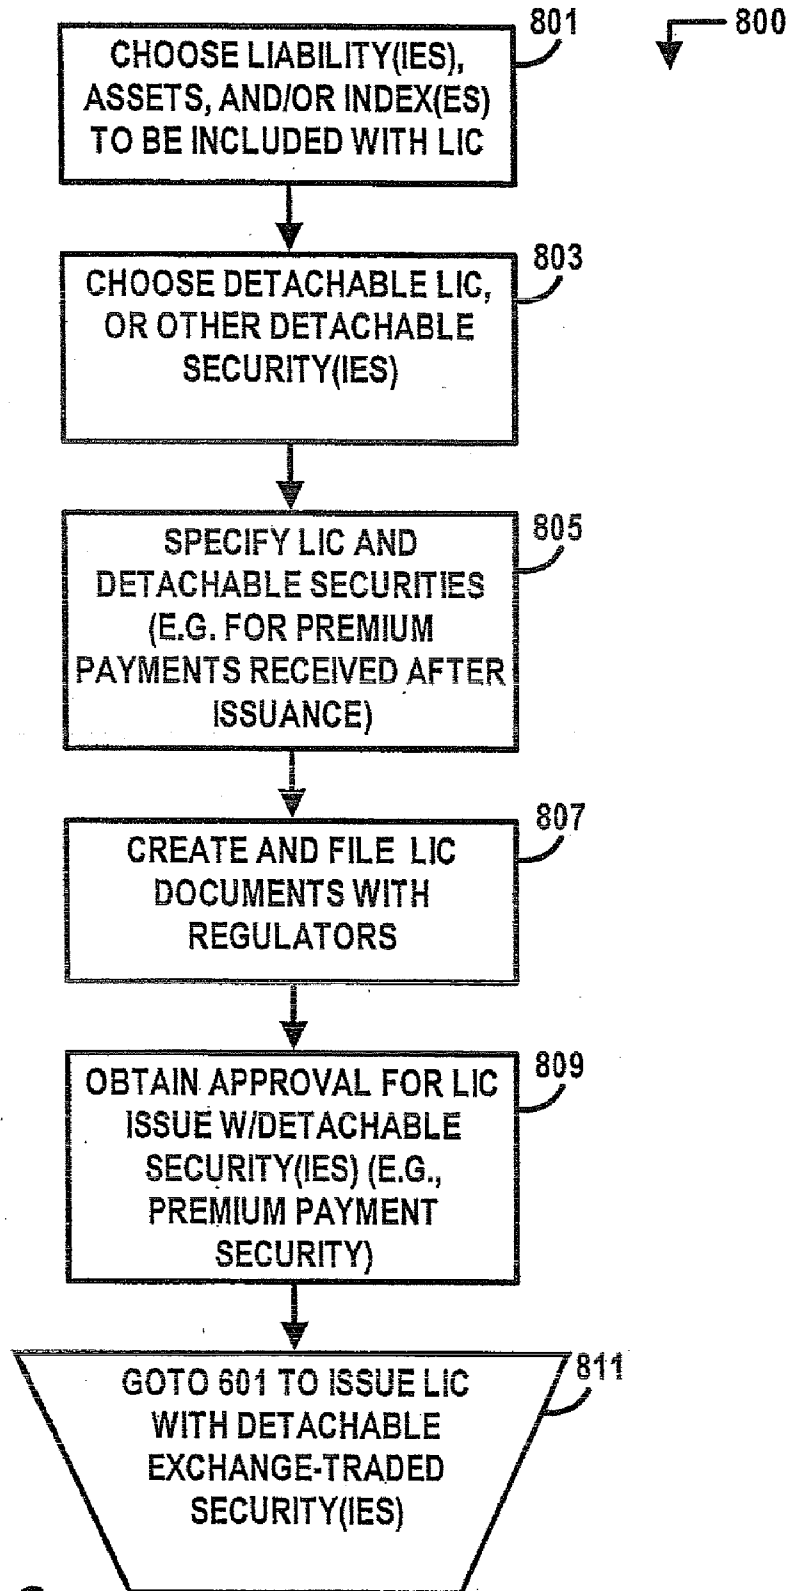 801
800
CHOOSE LIABILITY(IES),
ASSETS, AND/OR INDEX(ES)
TO BE INCLUDED WITH LIC
803
CHOOSE DETACHABLE LIC,
OR OTHER DETACHABLE
SECURITY(IES)
805
SPECIFY LIC AND
DETACHABLE SECURITIES
(E.G. FOR PREMIUM
PAYMENTS RECEIVED AFTER
ISSUANCE)
807
CREATE AND FILE LIC
DOCUMENTS WITH
REGULATORS
809
OBTAIN APPROVAL FOR LIC
ISSUE W/DETACHABLE
SECURITY(IES) (E.G.,
PREMIUM PAYMENT
SECURITY)
811
GOTO 601 TO ISSUE LIC
WITH DETACHABLE
EXCHANGE-TRADED
SECURITY(IES)